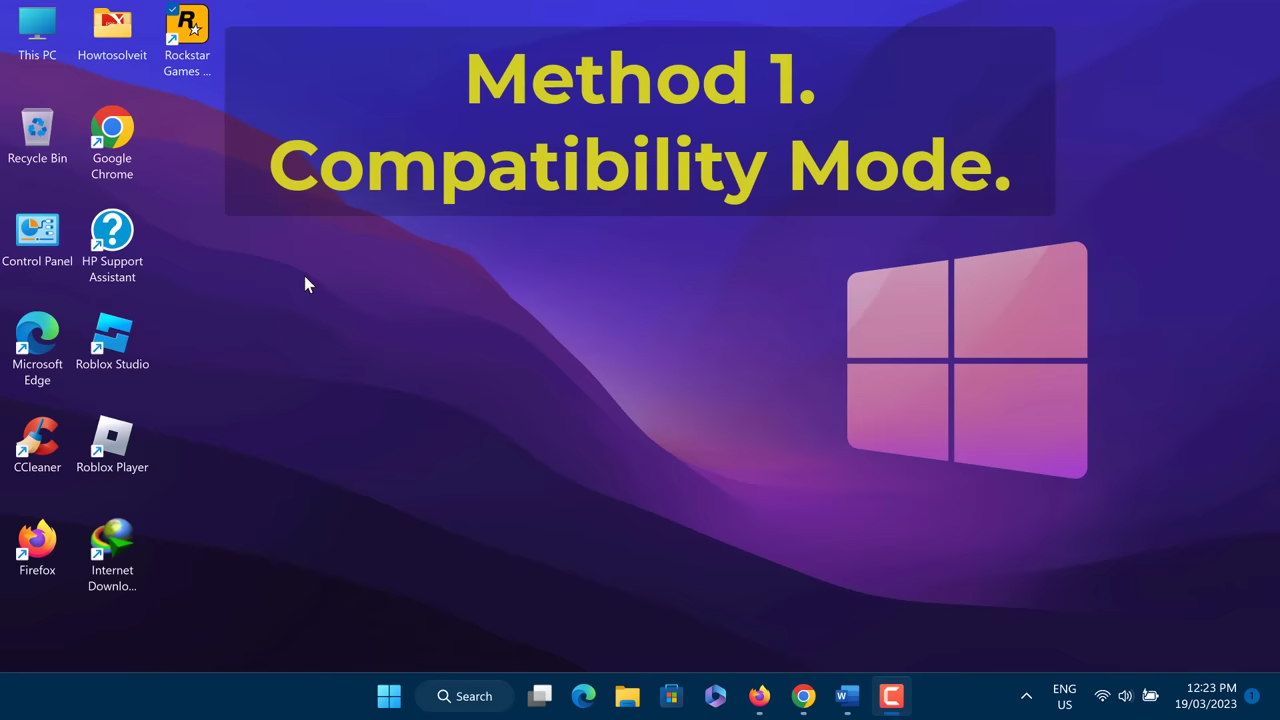 Method 1.
Compatibility Mode.
This PC
Howtosolveit
Rockstar
Games ...
Recycle Bin
Google
Chrome
Control Panel
HP Support
Assistant
Microsoft
Edge
Roblox Studio
CCleaner
Roblox Player
Firefox
Internet
Downlo...
Search
ENG
US
12:23 PM
19/03/2023
1